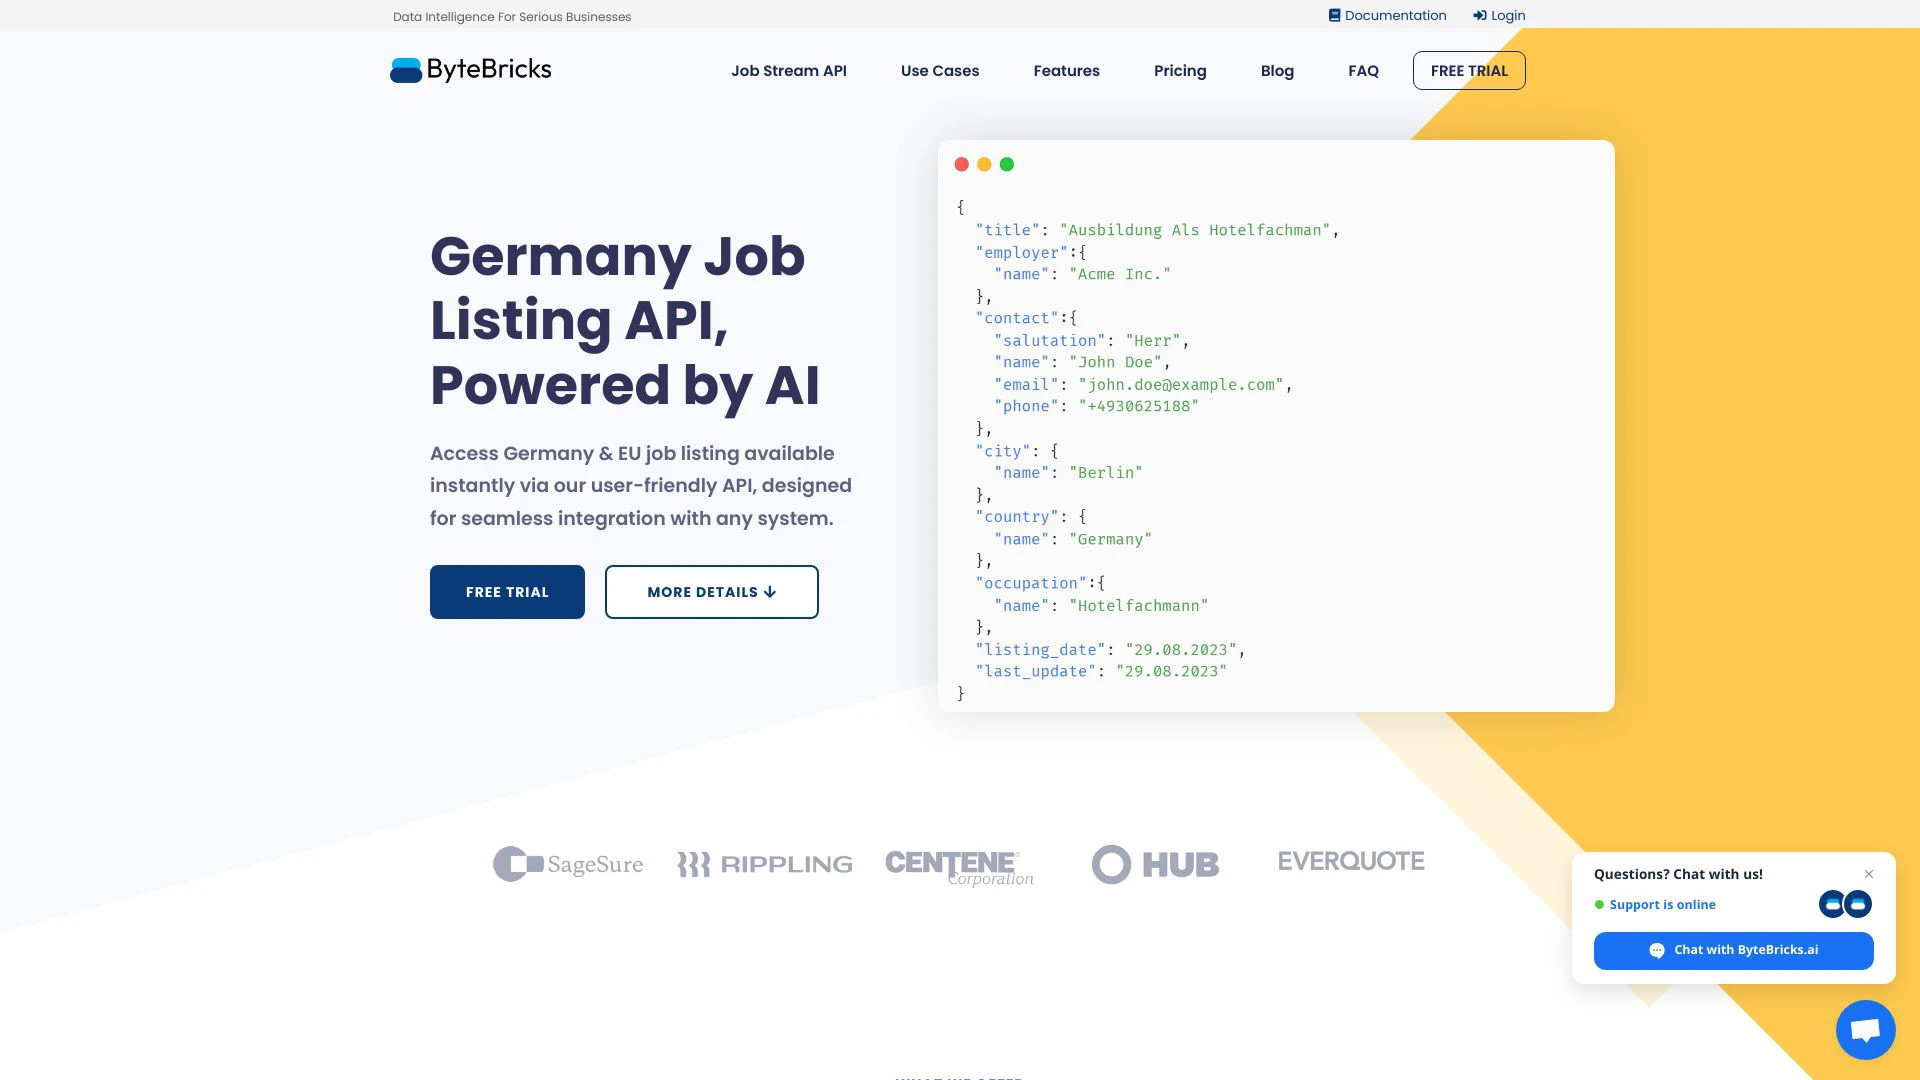 Data Intelligence For Serious Businesses
Documentation
Login
ByteBricks
Job Stream API
Use Cases
Features
Pricing
Blog
FAQ
FREE TRIAL
Germany Job
Listing API,
Powered by AI
Access Germany & EU job listing available
instantly via our user-friendly API, designed
for seamless integration with any system.
FREE TRIAL
MORE DETAILS
{
"title": "Ausbildung Als Hotelfachman",
"employer":{
"name": "Acme Inc."
},
"contact":{
"salutation": "Herr",
"name": "John Doe",
"email": "john.doe@example.com",
"phone": "+4930625188"
},
"city": {
"name": "Berlin"
},
"country": {
"name": "Germany"
},
"occupation":{
"name": "Hotelfachmann"
},
"listing_date": "29.08.2023",
"last_update": "29.08.2023"
}
SageSure
RIPPLING
CENTENE
Corporation
HUB
EVERQUOTE
Questions? Chat with us!
Support is online
Chat with ByteBricks.ai